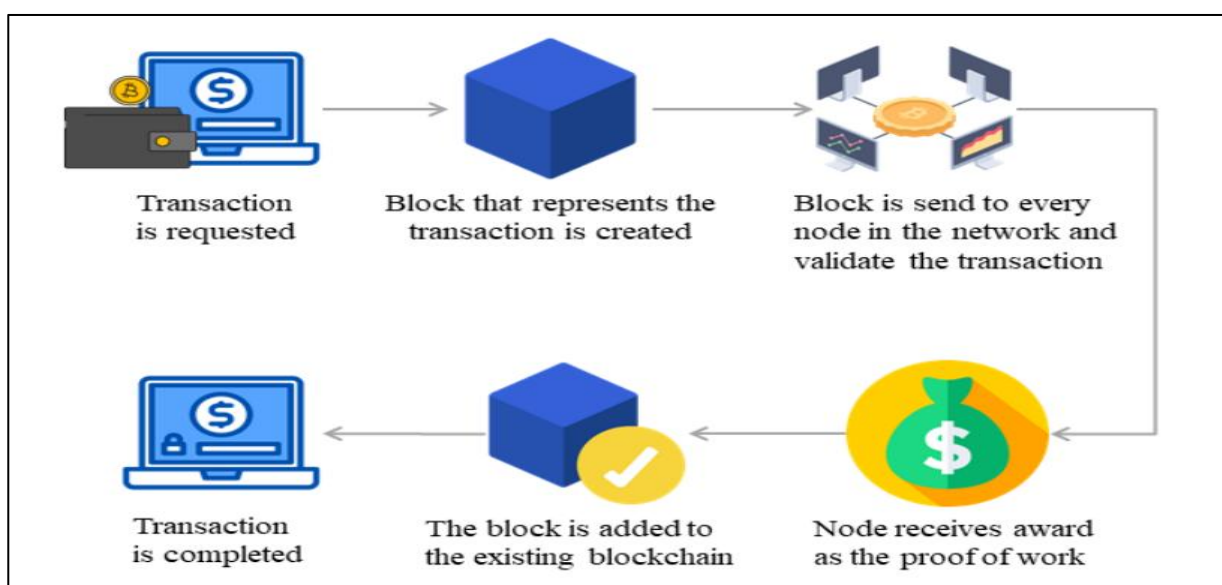 Transaction
is requested
Block that represents the
transaction is created
Block is send to every
node in the network and
validate the transaction
Transaction
is completed
The block is added to
the existing blockchain
Node receives award
as the proof of work